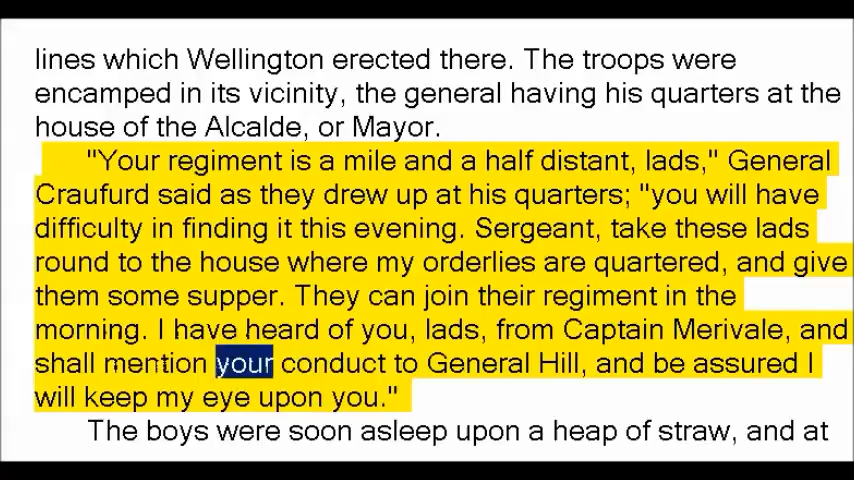 lines which Wellington erected there. The troops were
encamped in its vicinity, the general having his quarters at the
house of the Alcalde, or Mayor.
"Your regiment is a mile and a half distant, lads," General
Craufurd said as they drew up at his quarters; "you will have
difficulty in finding it this evening. Sergeant, take these lads
round to the house where my orderlies are quartered, and give
them some supper. They can join their regiment in the
morning. I have heard of you, lads, from Captain Merivale, and
shall mention your conduct to General Hill, and be assured I
will keep my eye upon you."
The boys were soon asleep upon a heap of straw, and at